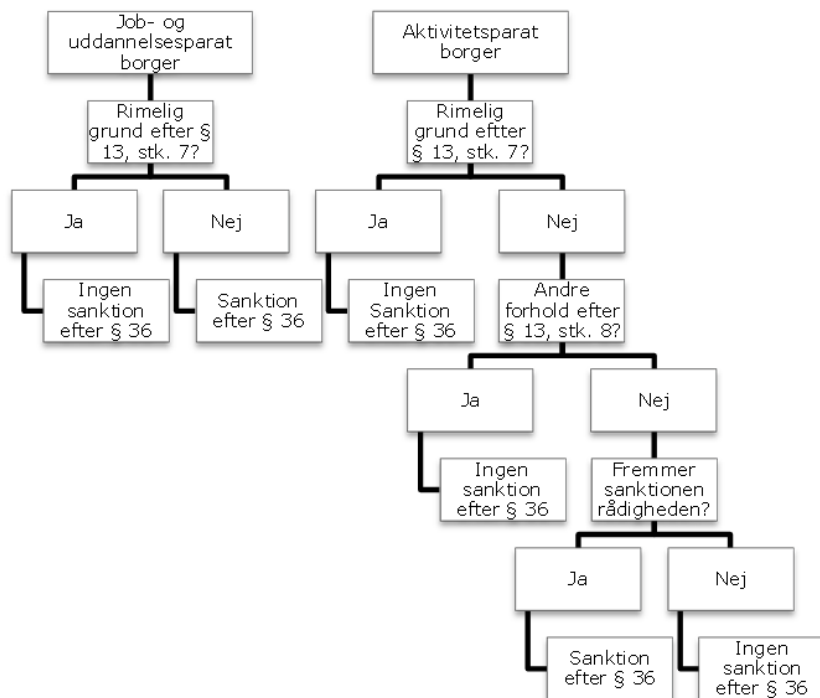 Job- og
uddannelsesparat
borger
Aktivitetsparat
borger
Rimelig
grund efter §
13, stk. 7?
Rimelig
grund eftter
§ 13, stk. 7?
Ja
Nej
Ja
Nej
Ingen
sanktion
efter § 36
Sanktion
efter § 36
Ingen
Sanktion
efter § 36
Andre
forhold efter
§ 13, stk. 8?
Ja
Nej
Ingen
sanktion
efter § 36
Fremmer
sanktionen
rådigheden?
Ja
Nej
Sanktion
efter § 36
Ingen
sanktion
efter § 36